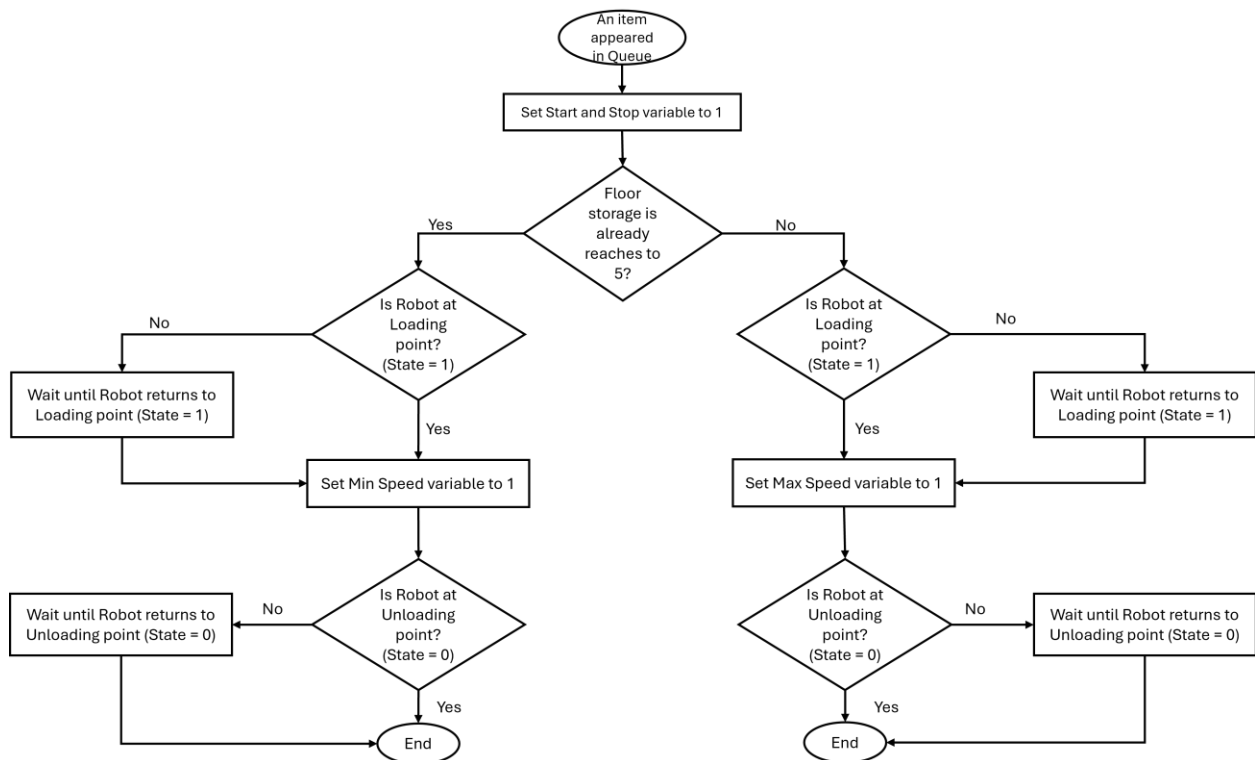 An item
appeared
in Queue
Set Start and Stop variable to 1
Floor
storage is
already
reaches to
5?
Yes
No
Is Robot at
Loading
point?
(State = 1)
No
Wait until Robot returns to
Loading point (State = 1)
Yes
Set Min Speed variable to 1
Is Robot at
Unloading
point?
(State = 0)
No
Wait until Robot returns to
Unloading point (State = 0)
Yes
End
Is Robot at
Loading
point?
(State = 1)
No
Wait until Robot returns to
Loading point (State = 1)
Yes
Set Max Speed variable to 1
Is Robot at
Unloading
point?
(State = 0)
No
Wait until Robot returns to
Unloading point (State = 0)
Yes
End